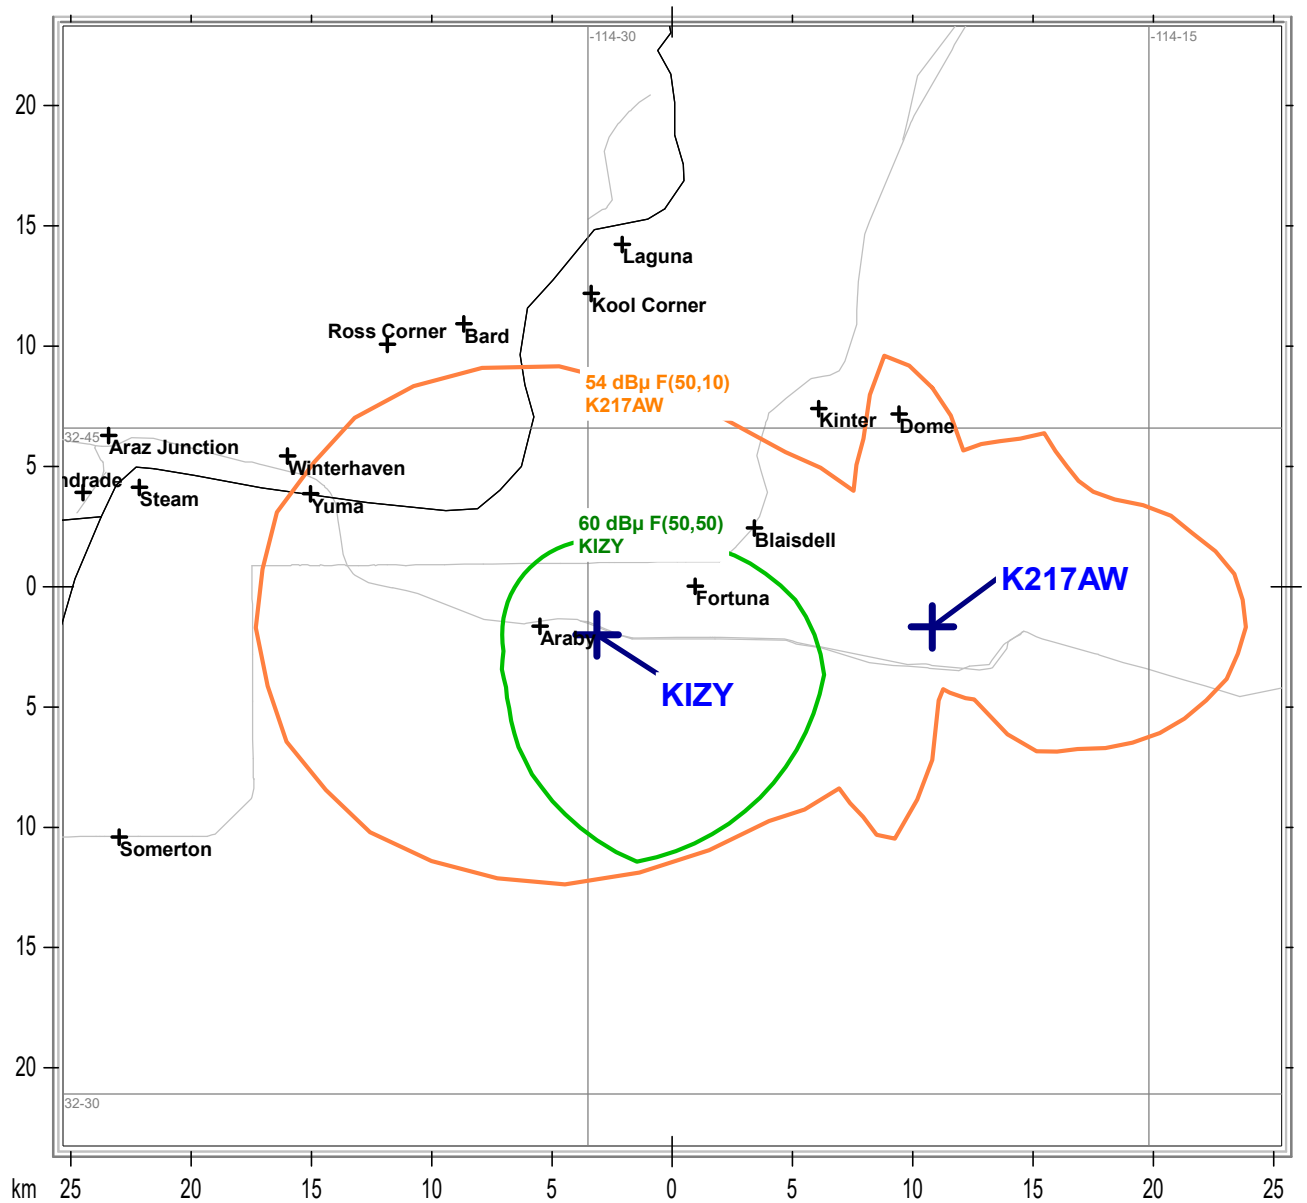 -114-30
-114-15
20
15
Laguna
Kool Corner
Ross Corner
Bard
10
54 dBµ F(50,10)
K217AW
Kinter
Dome
32-45
Araz Junction
5
Winterhaven
ndrade
Steam
Yuma
60 dBµ F(50,50)
KIZY
Blaisdell
0
Fortuna
K217AW
Araby
KIZY
5
10
Somerton
15
20
32-30
km 25 20 15 10 5 0 5 10 15 20 25